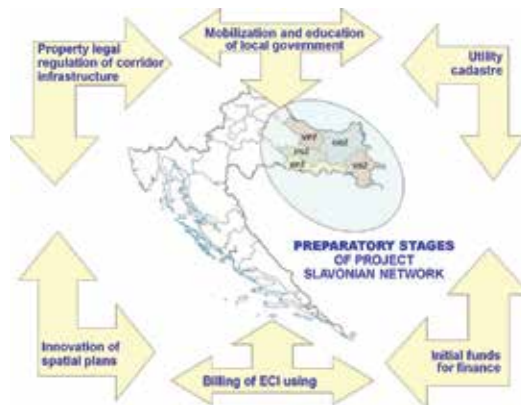 Property legal
regulation of corridor
infrastructure
Mobilization and education
of local government
Utility
cadastre
PREPARATORY STAGES
OF PROJECT
SLAVONIAN NETWORK
Innovation of
spatial plans
Billing of ECI using
Initial funds
for finance